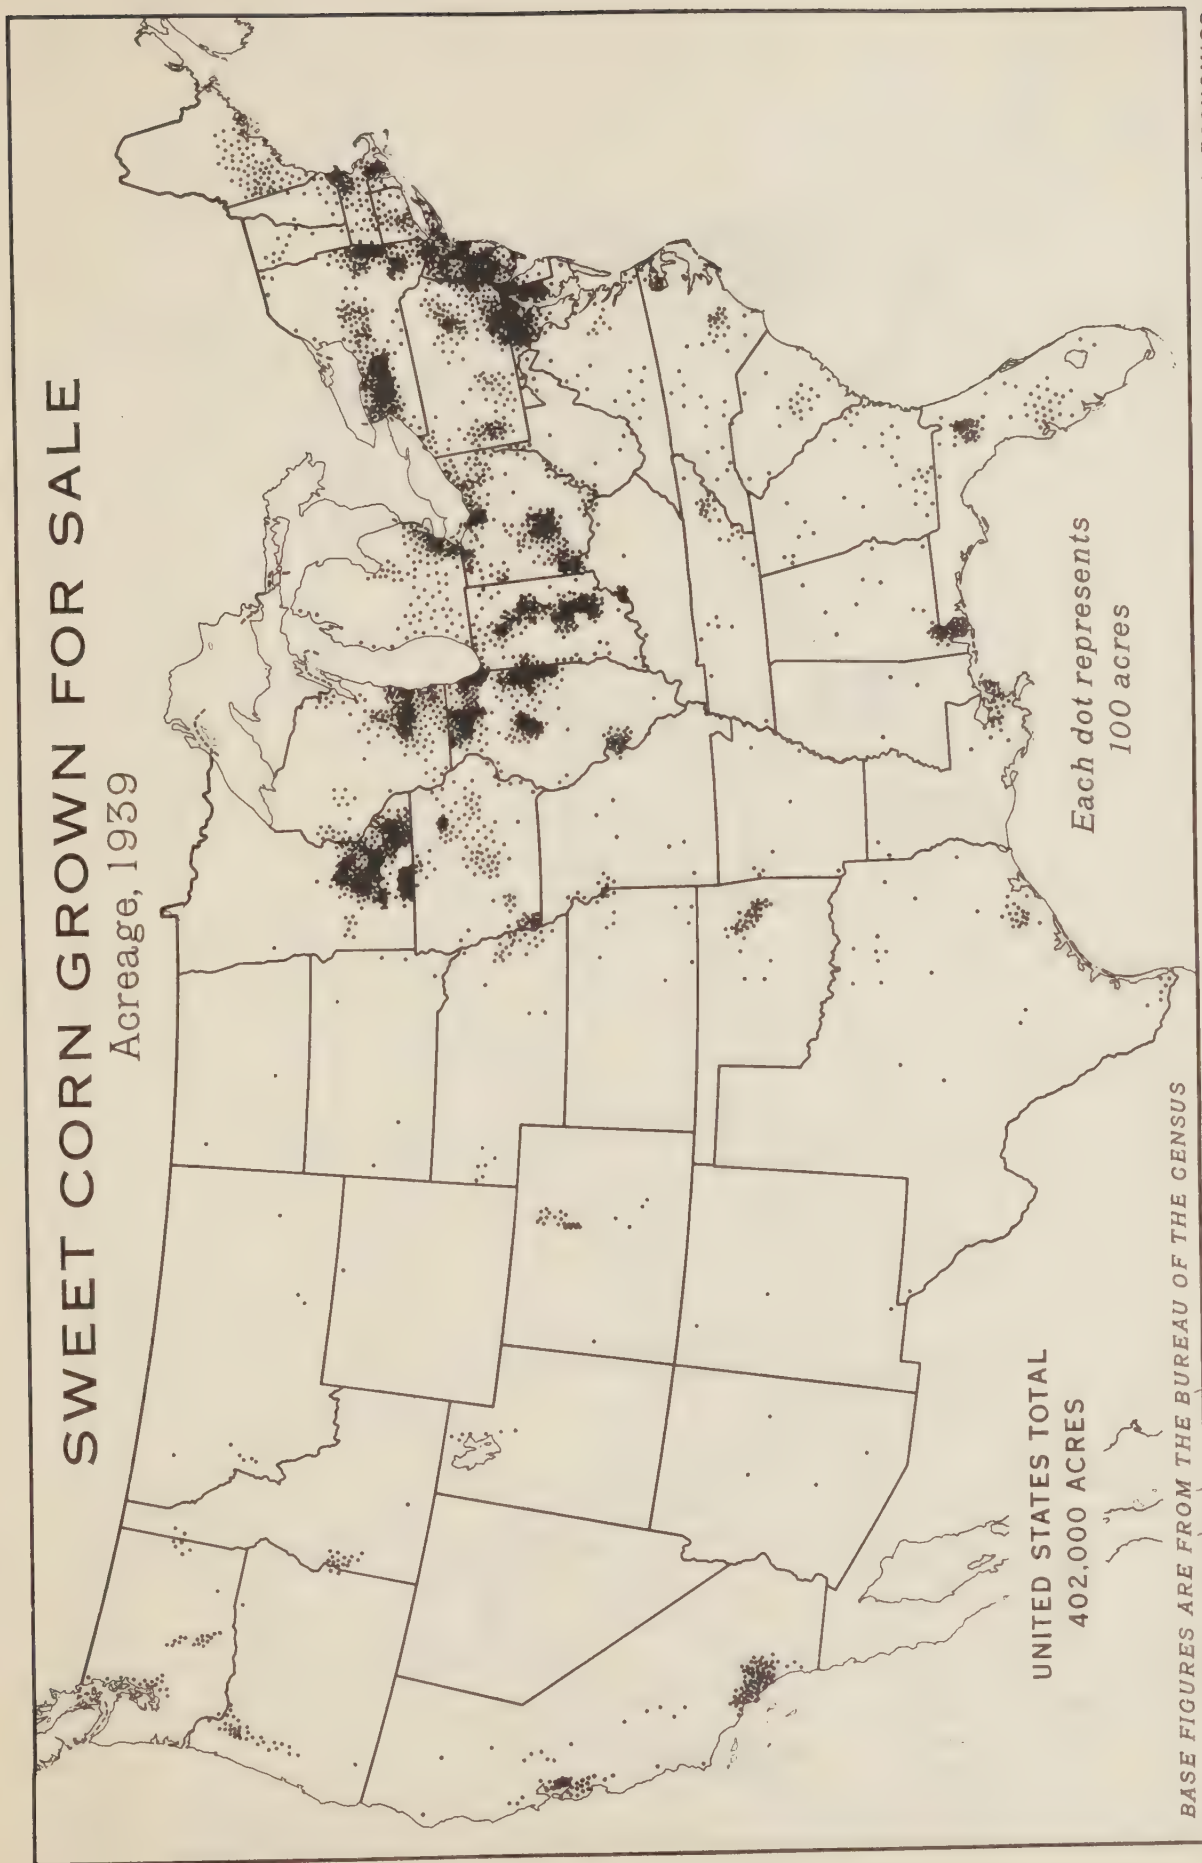 SWEET CORN GROWN FOR SALE
Acreage, 1939
Each dot represents
100 acres
UNITED STATES TOTAL
402,000 ACRES
BASE FIGURES ARE FROM THE BUREAU OF THE CENSUS